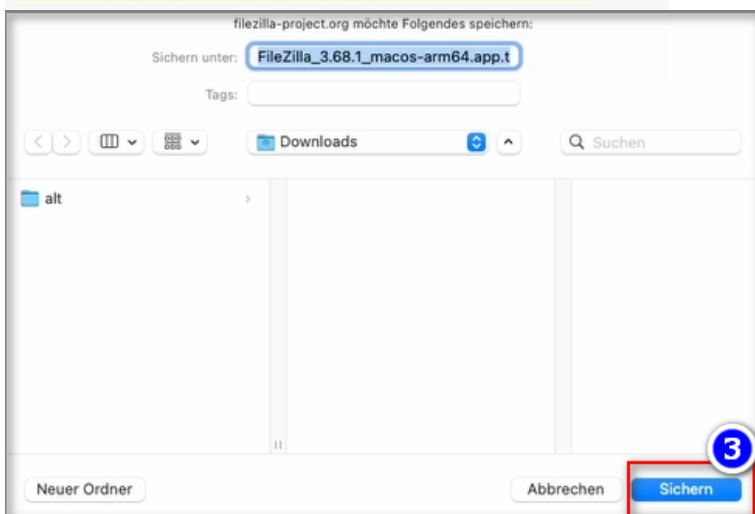 filezilla-project.org möchte Folgendes speichern:
Sichern unter: FileZilla_3.68.1_macos-arm64.app.t
Tags:
Downloads
Suchen
alt
3
Neuer Ordner
Abbrechen
Sichern